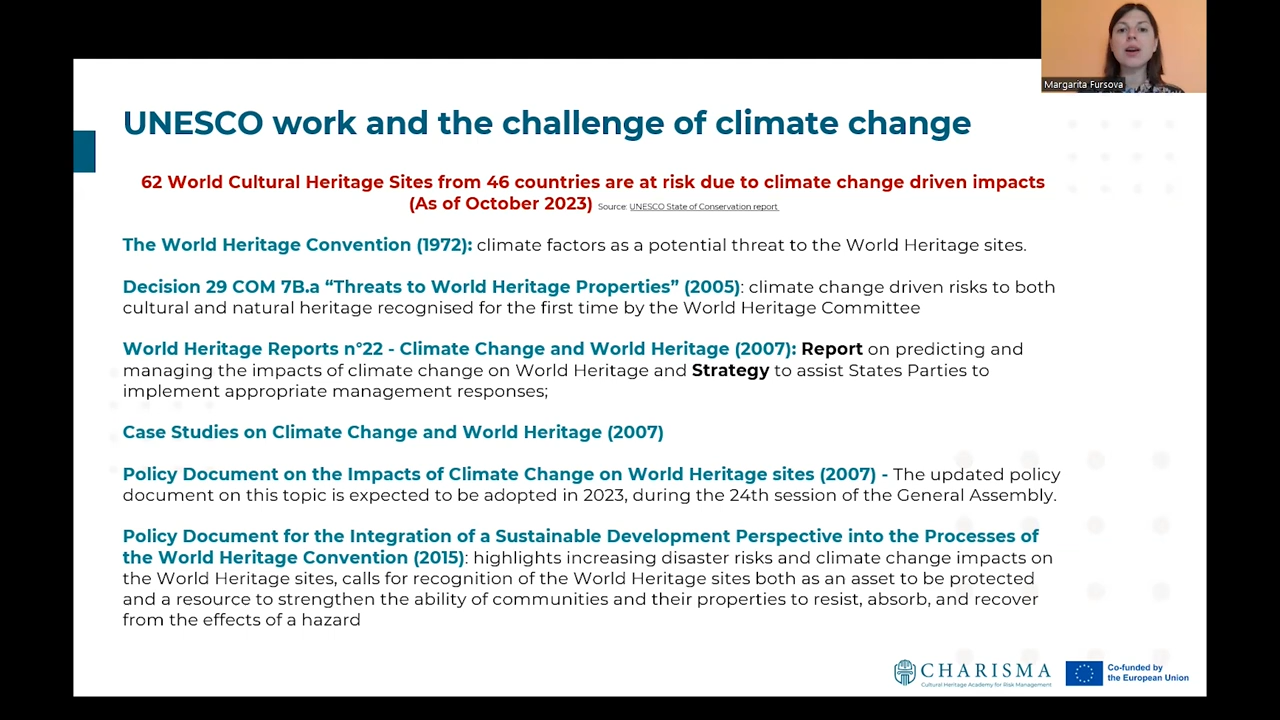 Margarita Fursova
UNESCO work and the challenge of climate change
62 World Cultural Heritage Sites from 46 countries are at risk due to climate change driven impacts
(As of October 2023) Source: UNESCO State of Conservation report
The World Heritage Convention (1972): climate factors as a potential threat to the World Heritage sites.
Decision 29 COM 7B.a “Threats to World Heritage Properties” (2005): climate change driven risks to both
cultural and natural heritage recognised for the first time by the World Heritage Committee
World Heritage Reports n°22 - Climate Change and World Heritage (2007): Report on predicting and
managing the impacts of climate change on World Heritage and Strategy to assist States Parties to
implement appropriate management responses;
Case Studies on Climate Change and World Heritage (2007)
Policy Document on the Impacts of Climate Change on World Heritage sites (2007) - The updated policy
document on this topic is expected to be adopted in 2023, during the 24th session of the General Assembly.
Policy Document for the Integration of a Sustainable Development Perspective into the Processes of
the World Heritage Convention (2015): highlights increasing disaster risks and climate change impacts on
the World Heritage sites, calls for recognition of the World Heritage sites both as an asset to be protected
and a resource to strengthen the ability of communities and their properties to resist, absorb, and recover
from the effects of a hazard
CHARISMA
Cultural Heritage Academy for Risk Management
Co-funded by
the European Union